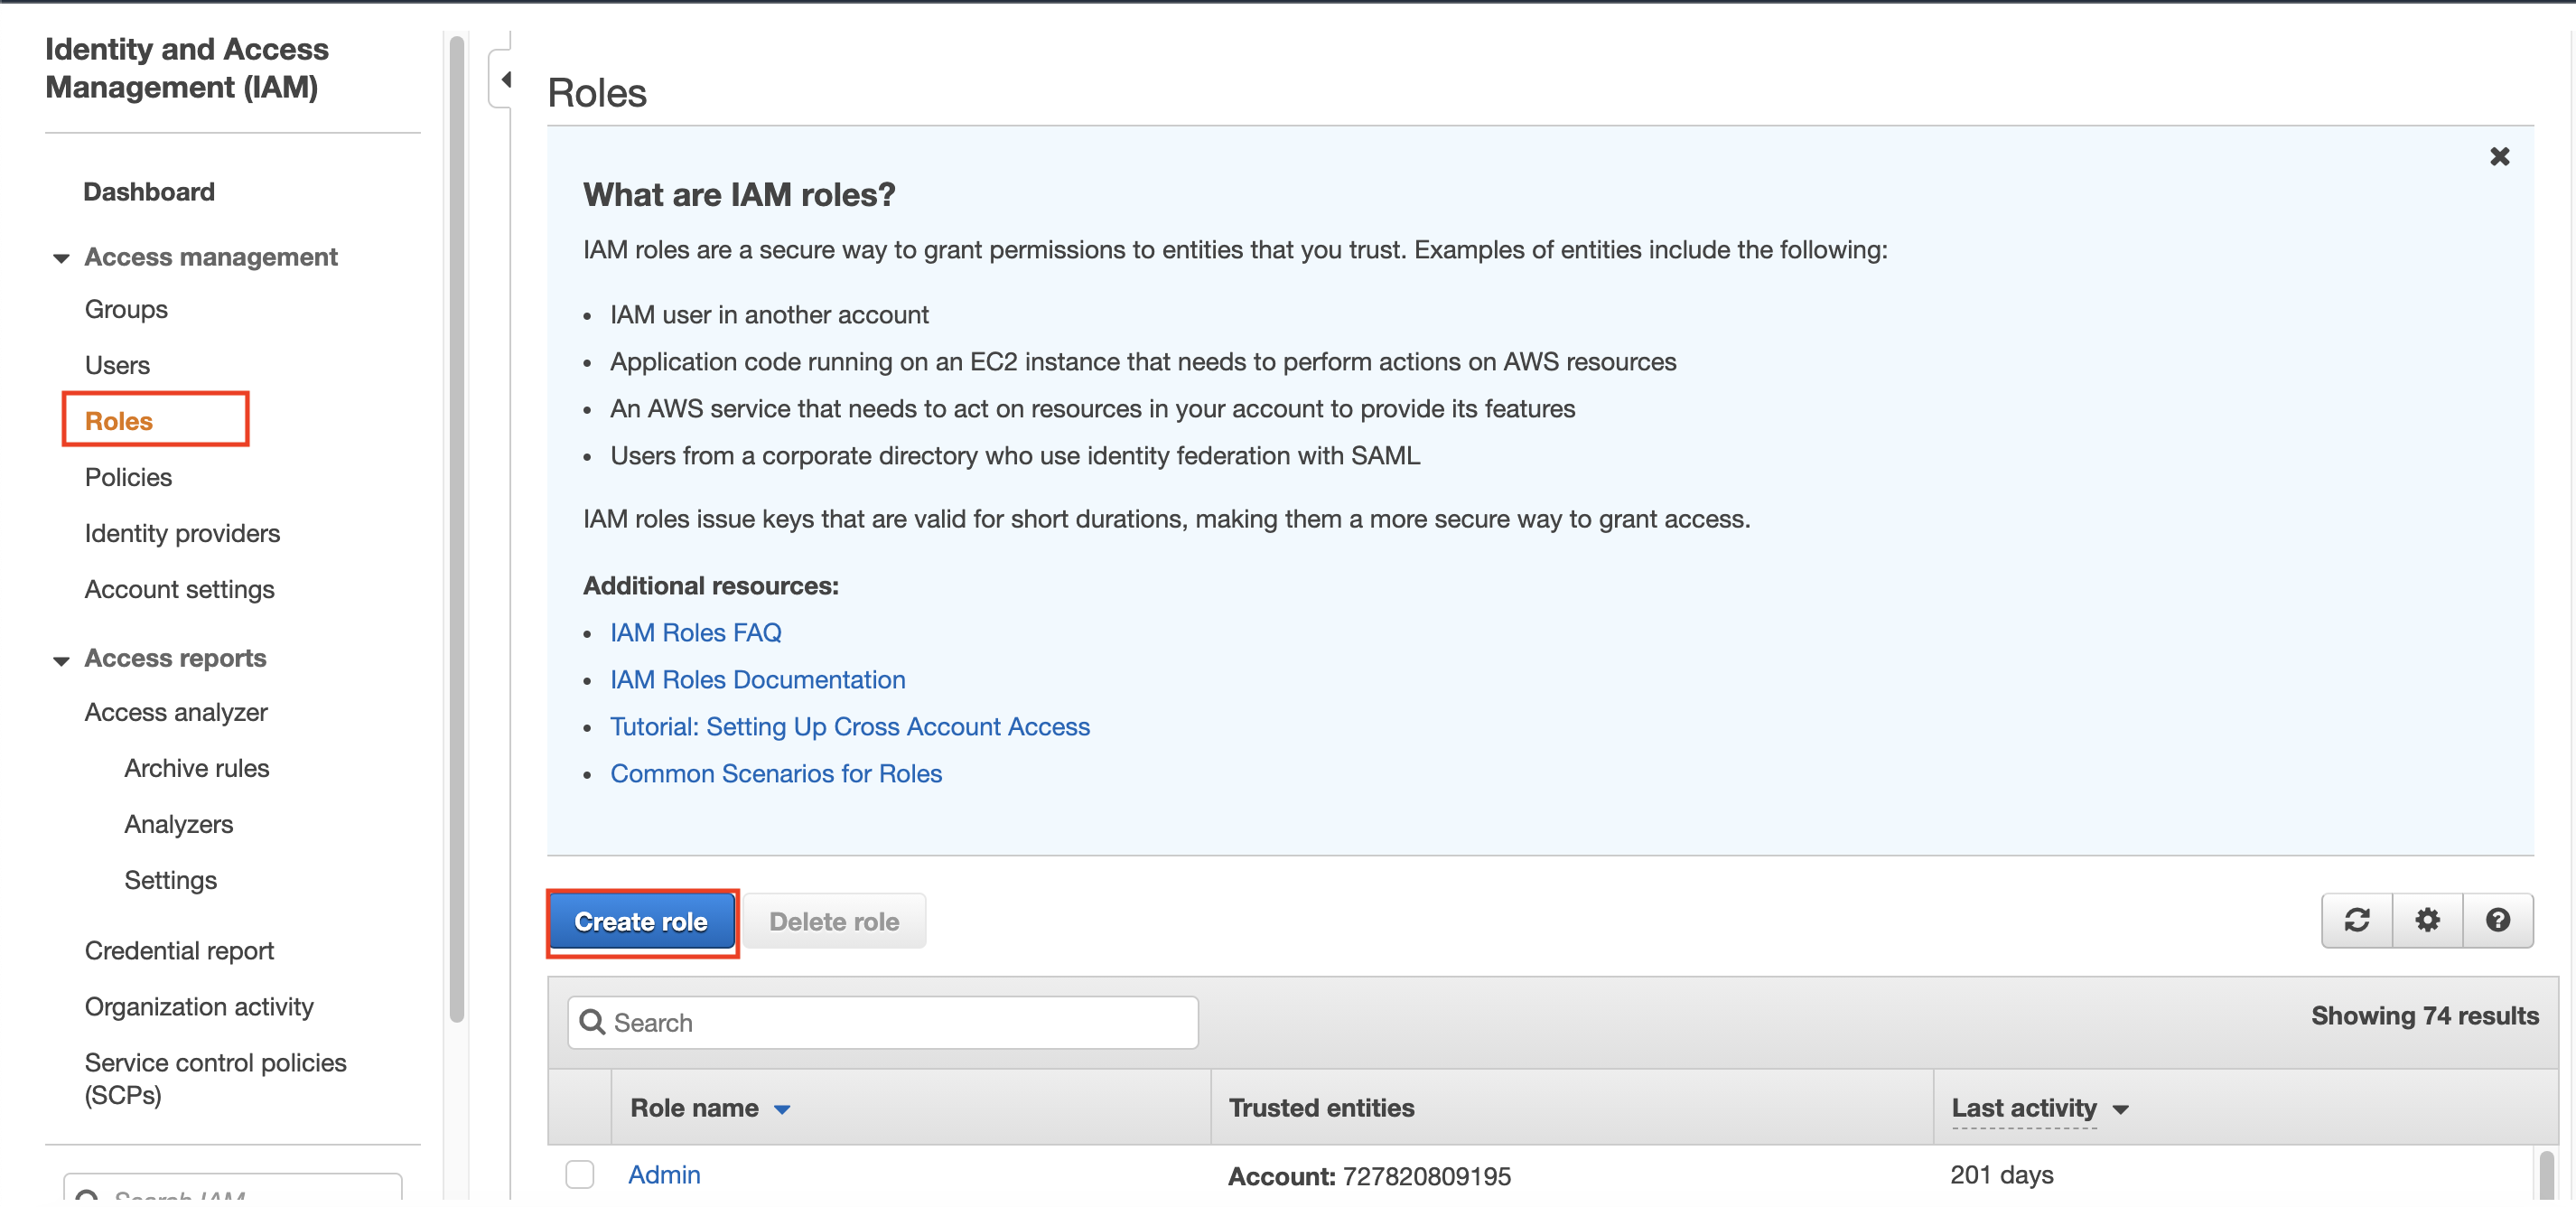 Identity and Access
Management (IAM)
Dashboard
Access management
Groups
Users
Roles
Policies
Identity providers
Account settings
Access reports
Access analyzer
Archive rules
Analyzers
Settings
Credential report
Organization activity
Service control policies
(SCPs)
Search IAM
Roles
What are IAM roles?
IAM roles are a secure way to grant permissions to entities that you trust. Examples of entities include the following:
• IAM user in another account
• Application code running on an EC2 instance that needs to perform actions on AWS resources
• An AWS service that needs to act on resources in your account to provide its features
• Users from a corporate directory who use identity federation with SAML
IAM roles issue keys that are valid for short durations, making them a more secure way to grant access.
Additional resources:
• IAM Roles FAQ
• IAM Roles Documentation
• Tutorial: Setting Up Cross Account Access
• Common Scenarios for Roles
Create role Delete role
Search
Showing 74 results
Role name Trusted entities Last activity
Admin Account: 727820809195 201 days